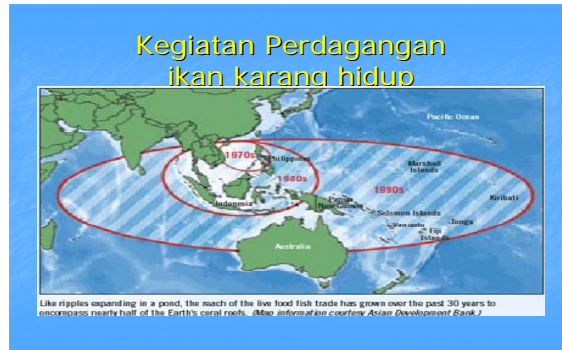 Kegiatan Perdagangan
ikan karang hidup
Pacific Ocean
1970s
Philippines
Marshall
Islands
1980s
1990s
Kiribati
Indonesia
Papua
New Guinea
Solomon Islands
Tonga
Vanuatu
Fiji
Islands
Australia
Like ripples expanding in a pond, the reach of the live food fish trade has grown over the past 30 years to
encompass nearly half of the Earth's coral reefs. (Map information courtesy Asian Development Bank.)